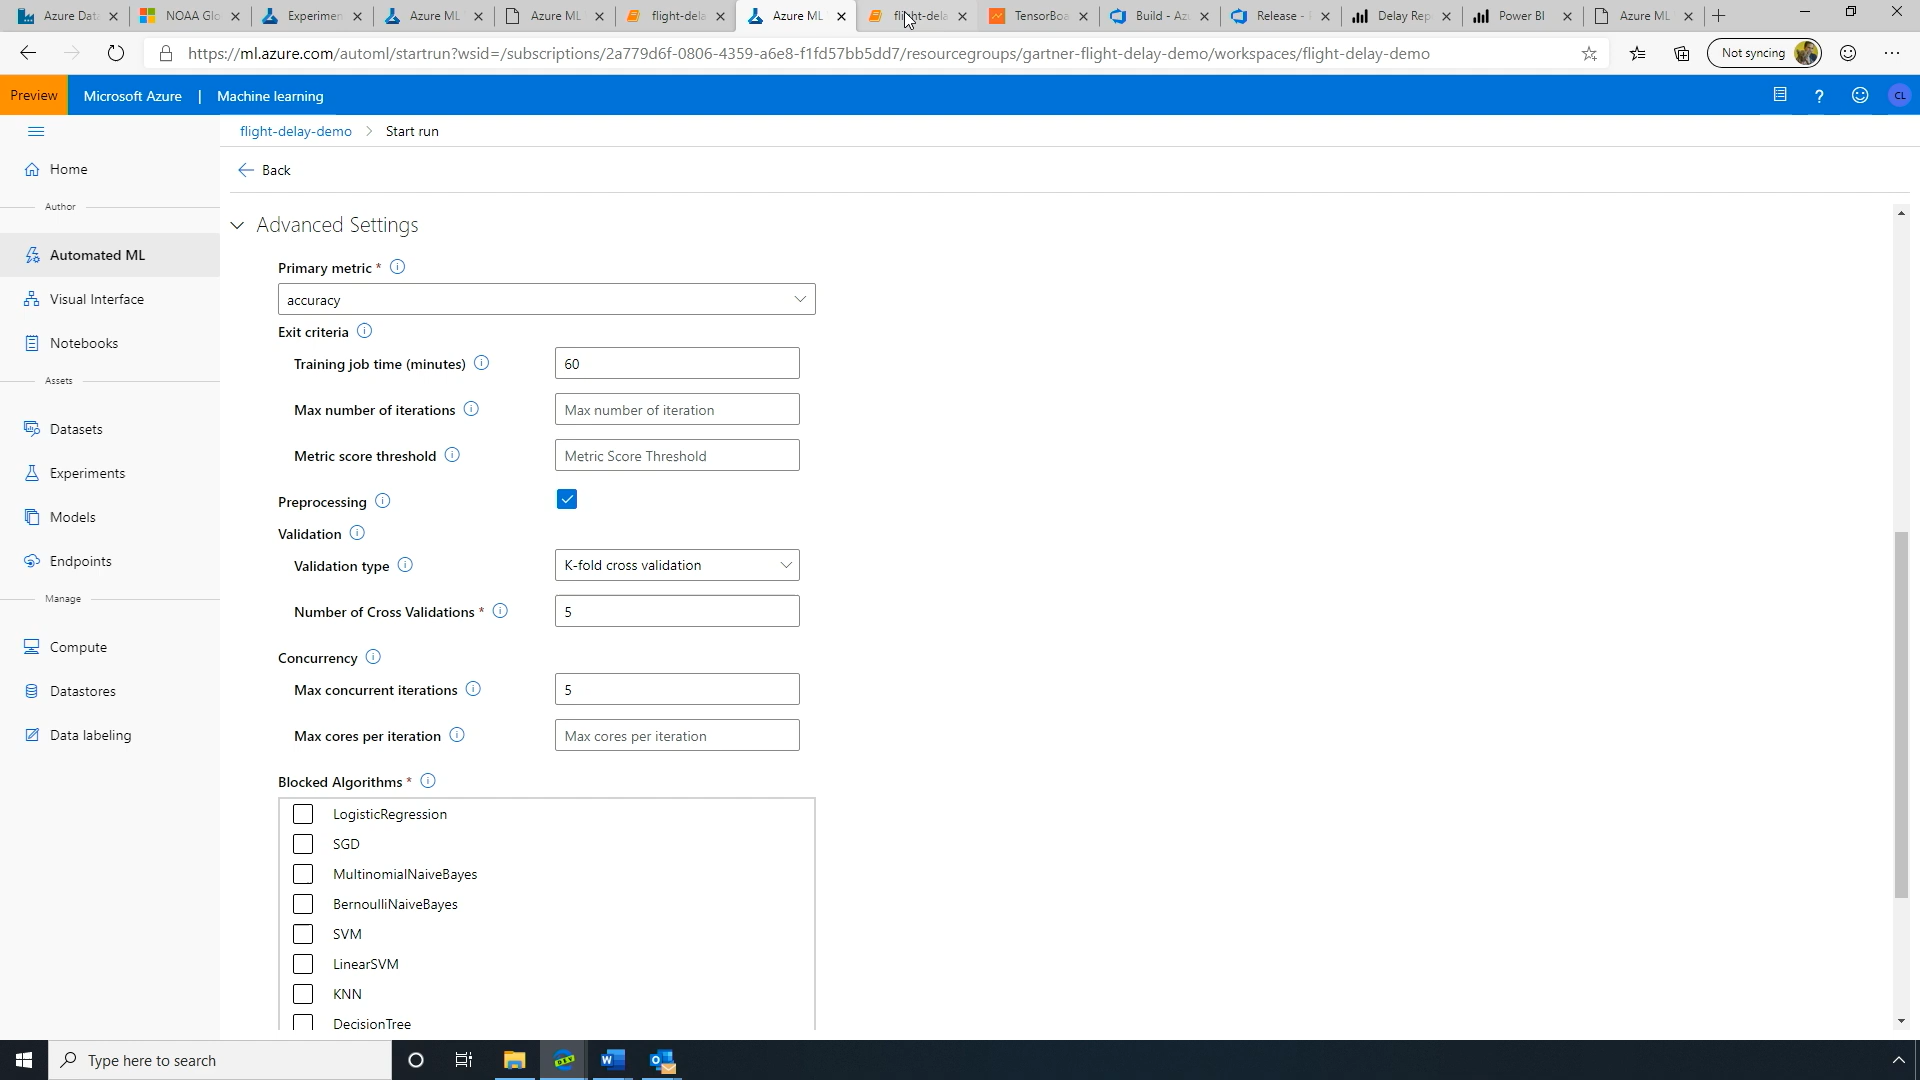 Azure Dat
NOAA Glo
Experimen
Azure ML
Azure ML
flight-dela
Azure ML
flight-dela
TensorBoa
Build - Az
Release -
Delay Rep
Power BI
Azure ML
https://ml.azure.com/automl/startrun?wsid=/subscriptions/2a779d6f-0806-4359-a6e8-f1fd57bb5dd7/resourcegroups/gartner-flight-delay-demo/workspaces/flight-delay-demo
Not syncing
Preview
Microsoft Azure | Machine learning
CL
flight-delay-demo > Start run
Back
Home
Author
Automated ML
Visual Interface
Notebooks
Assets
Datasets
Experiments
Models
Endpoints
Manage
Compute
Datastores
Data labeling
Advanced Settings
Primary metric *
accuracy
Exit criteria
Training job time (minutes)
60
Max number of iterations
Max number of iteration
Metric score threshold
Metric Score Threshold
Preprocessing
Validation
Validation type
K-fold cross validation
Number of Cross Validations *
5
Concurrency
Max concurrent iterations
5
Max cores per iteration
Max cores per iteration
Blocked Algorithms *
LogisticRegression
SGD
MultinomialNaiveBayes
BernoulliNaiveBayes
SVM
LinearSVM
KNN
DecisionTree
Type here to search